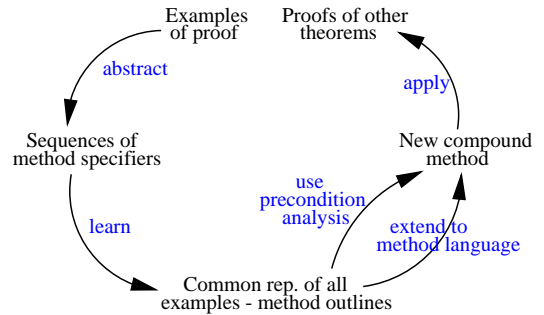 Examples
of proof
Proofs of other
theorems
abstract
apply
Sequences of
method specifiers
New compound
method
use
precondition
analysis
learn
extend to
method language
Common rep. of all
examples - method outlines